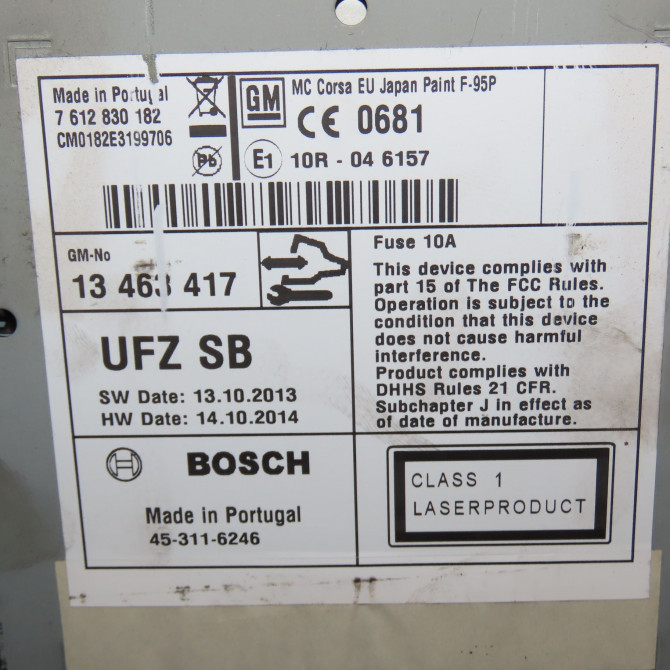 Made in Portugal
7 612 830 182
CM0182E3199706
Pb
GM
MC Corsa EU Japan Paint F-95P
CE 0681
E1 10R - 04 6157
GM-No
13 463 417
UFZ SB
SW Date: 13.10.2013
HW Date: 14.10.2014
Fuse 10A
This device complies with
part 15 of The FCC Rules.
Operation is subject to the
condition that this device
does not cause harmful
interference.
Product complies with
DHHS Rules 21 CFR.
Subchapter J in effect as
of date of manufacture.
BOSCH
Made in Portugal
45-311-6246
CLASS 1
LASERPRODUCT